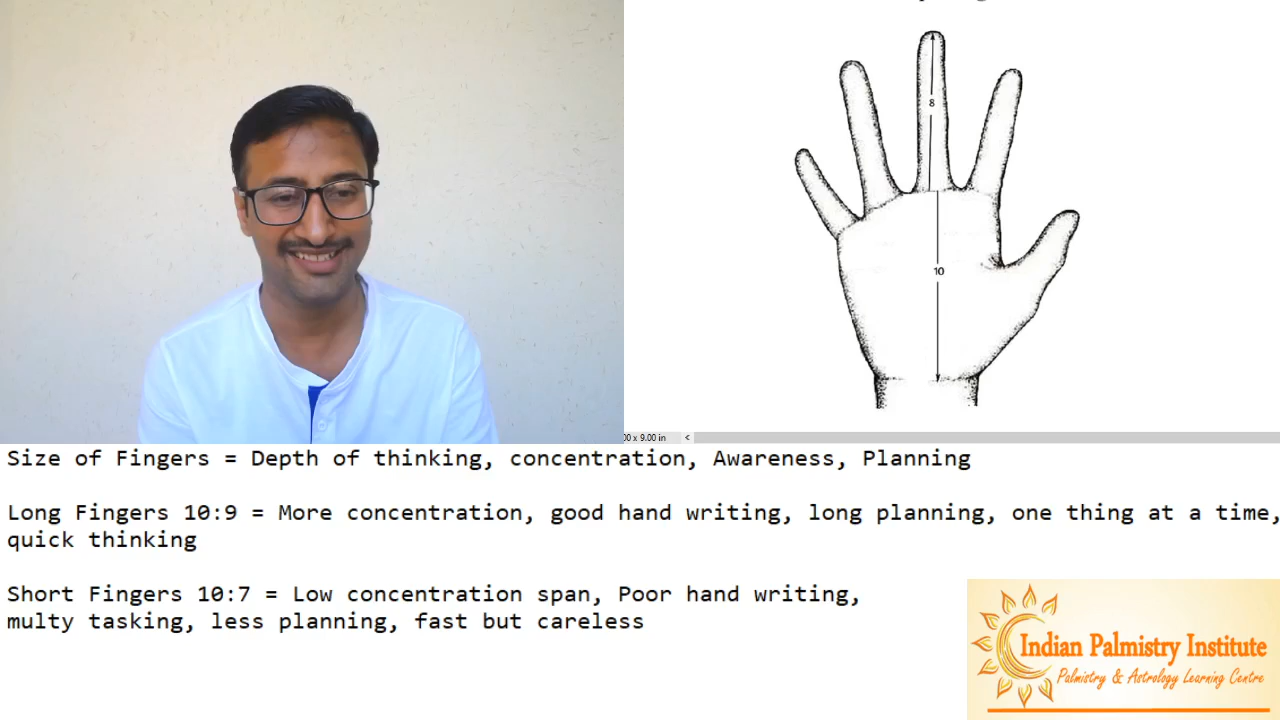 8
10
00 x 9.00 in
Size of Fingers = Depth of thinking, concentration, Awareness, Planning
Long Fingers 10:9 = More concentration, good hand writing, long planning, one thing at a time,
quick thinking
Short Fingers 10:7 = Low concentration span, Poor hand writing,
multy tasking, less planning, fast but careless
Indian Palmistry Institute
Palmistry & Astrology Learning Centre